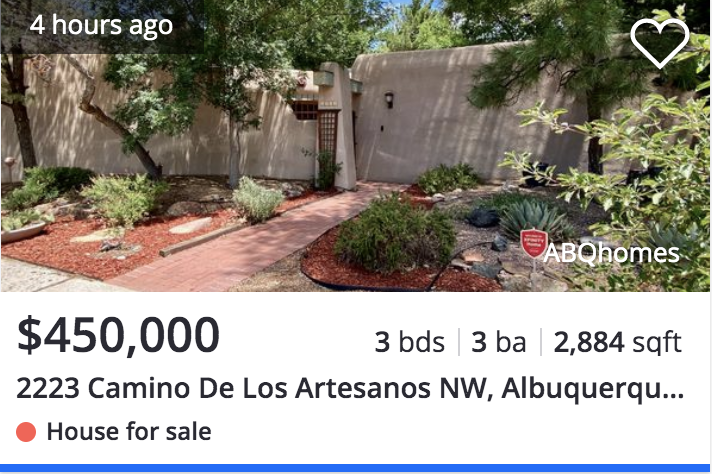 4 hours ago
ABQhomes
$450,000
3 bds | 3 ba | 2,884 sqft
2223 Camino De Los Artesanos NW, Albuquerqu...
House for sale